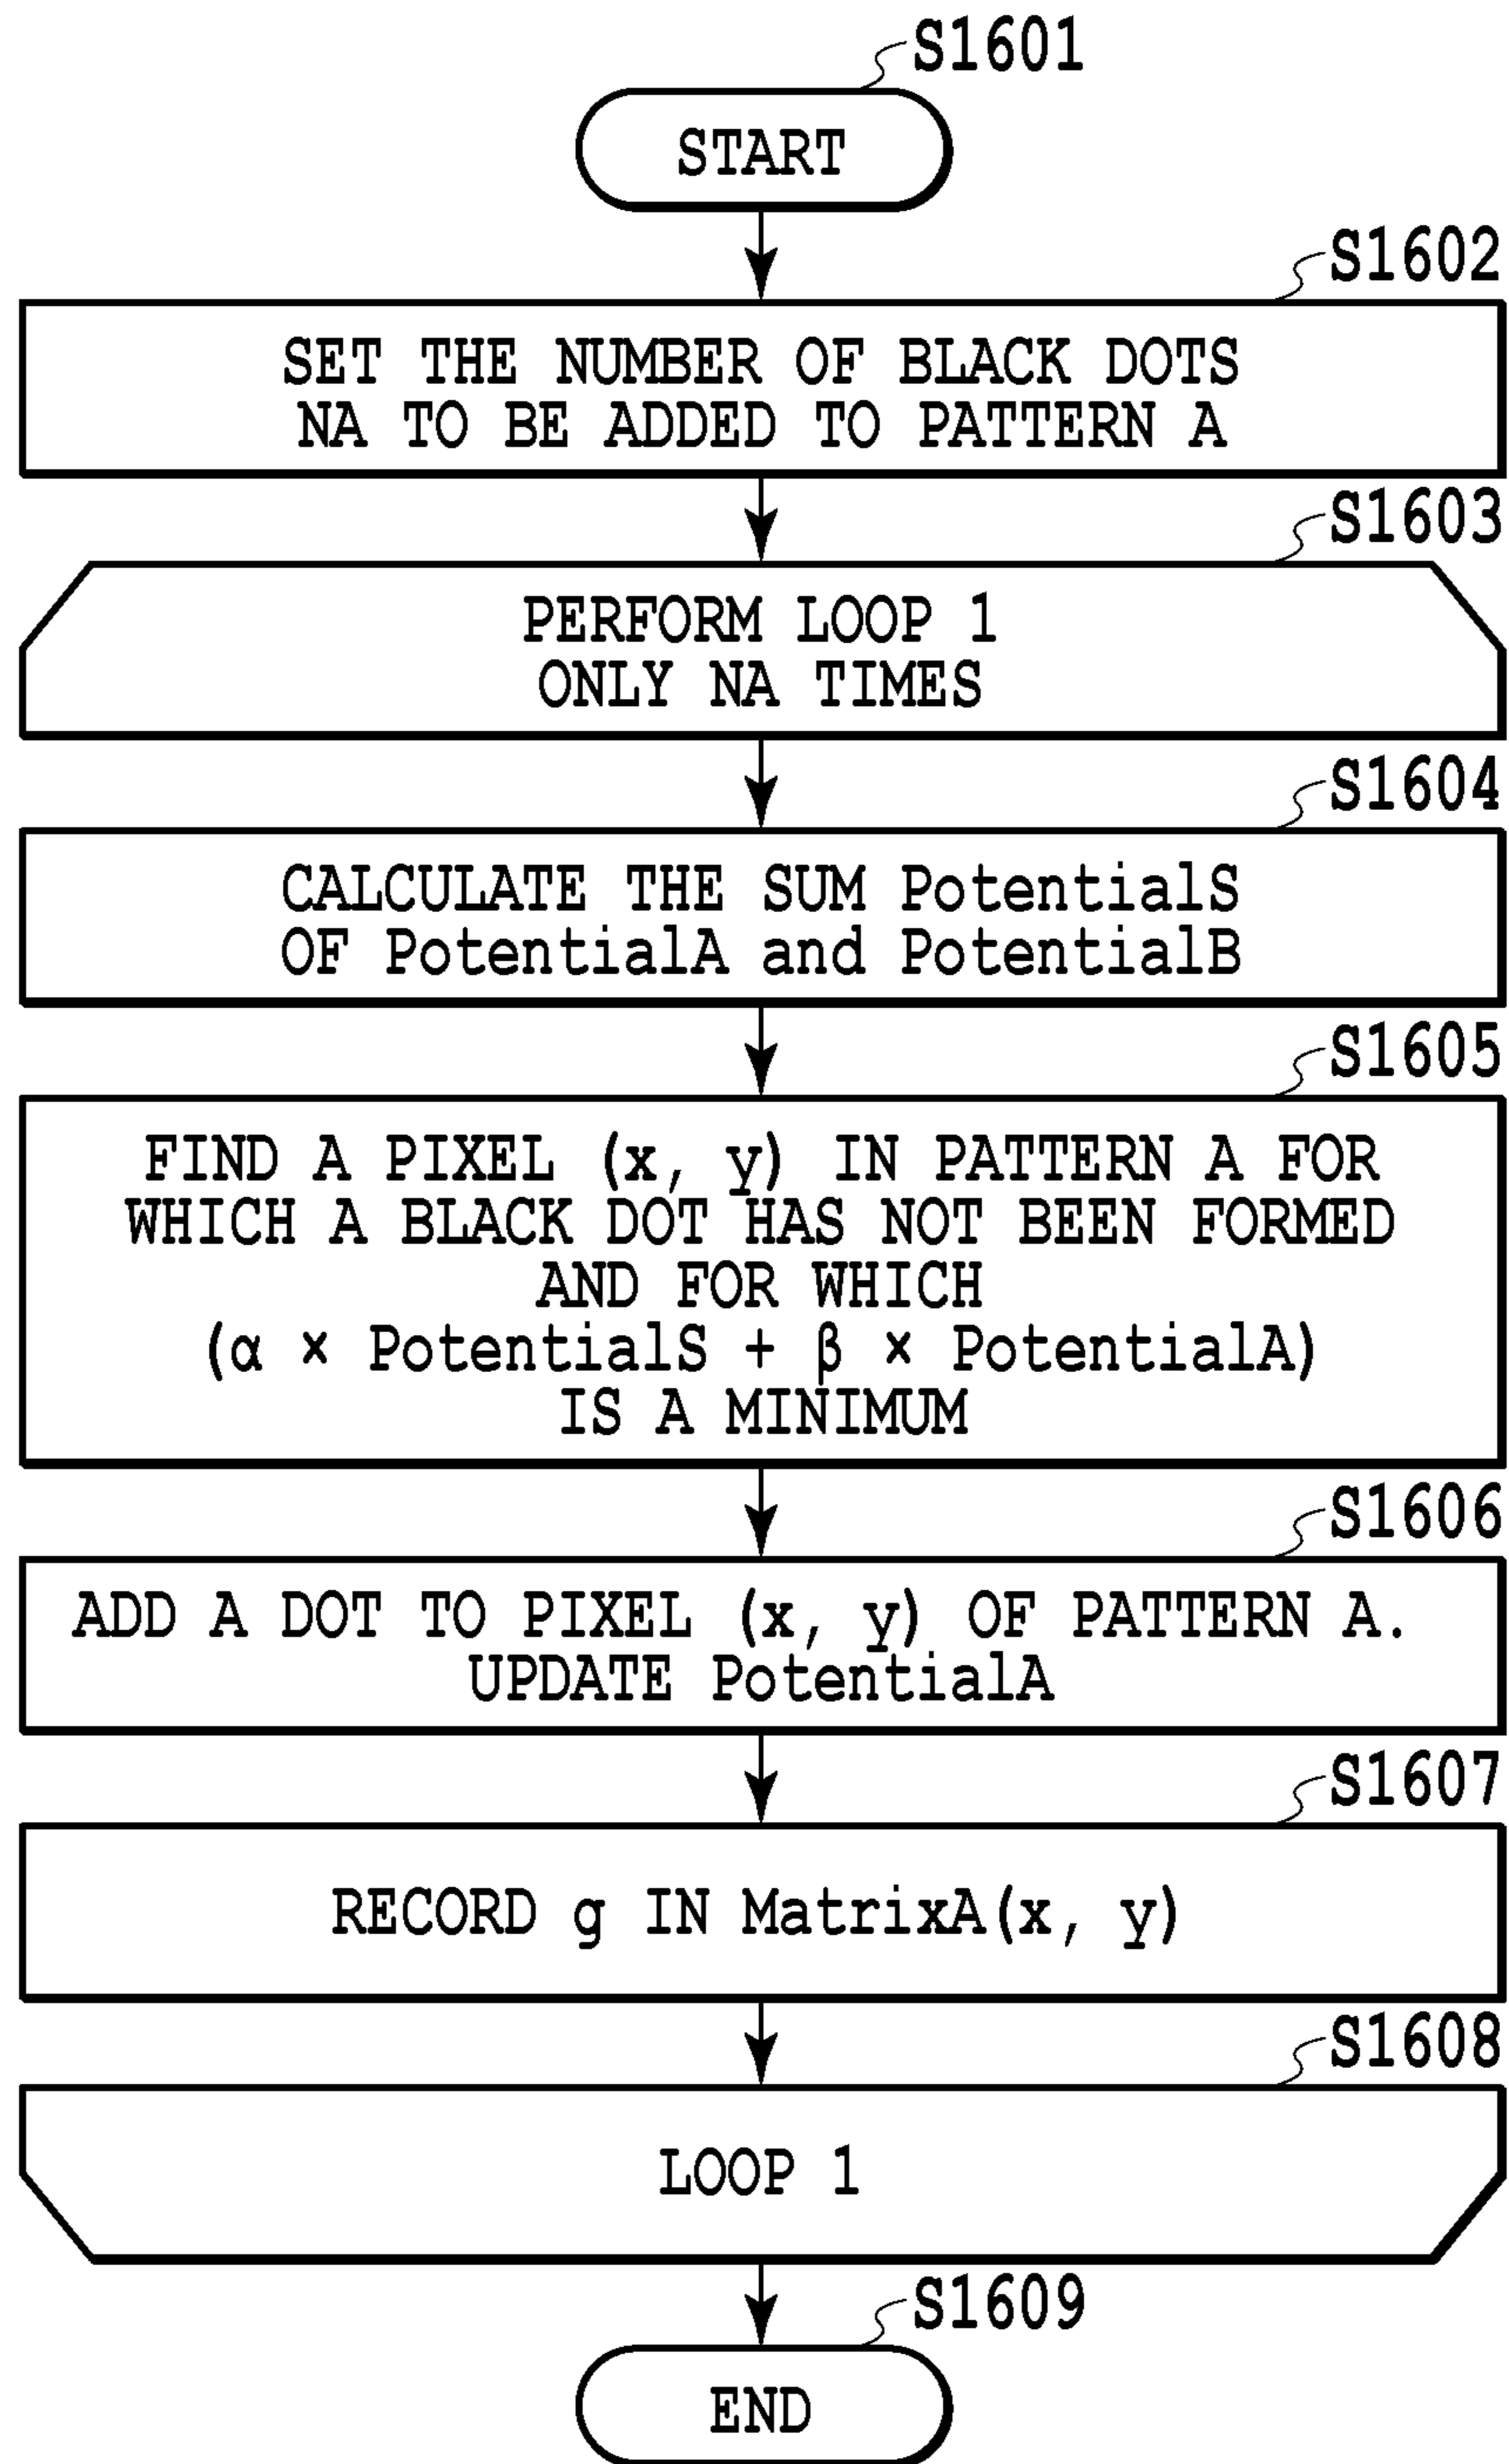 S1601
START
S1602
SET THE NUMBER OF BLACK DOTS
NA TO BE ADDED TO PATTERN A
S1603
PERFORM LOOP 1
ONLY NA TIMES
S1604
CALCULATE THE SUM PotentialS
OF PotentialA and PotentialB
S1605
FIND A PIXEL (x, y) IN PATTERN A FOR
WHICH A BLACK DOT HAS NOT BEEN FORMED
AND FOR WHICH
(α × PotentialS + β × PotentialA)
IS A MINIMUM
S1606
ADD A DOT TO PIXEL (x, y) OF PATTERN A.
UPDATE PotentialA
S1607
RECORD g IN MatrixA(x, y)
S1608
LOOP 1
S1609
END